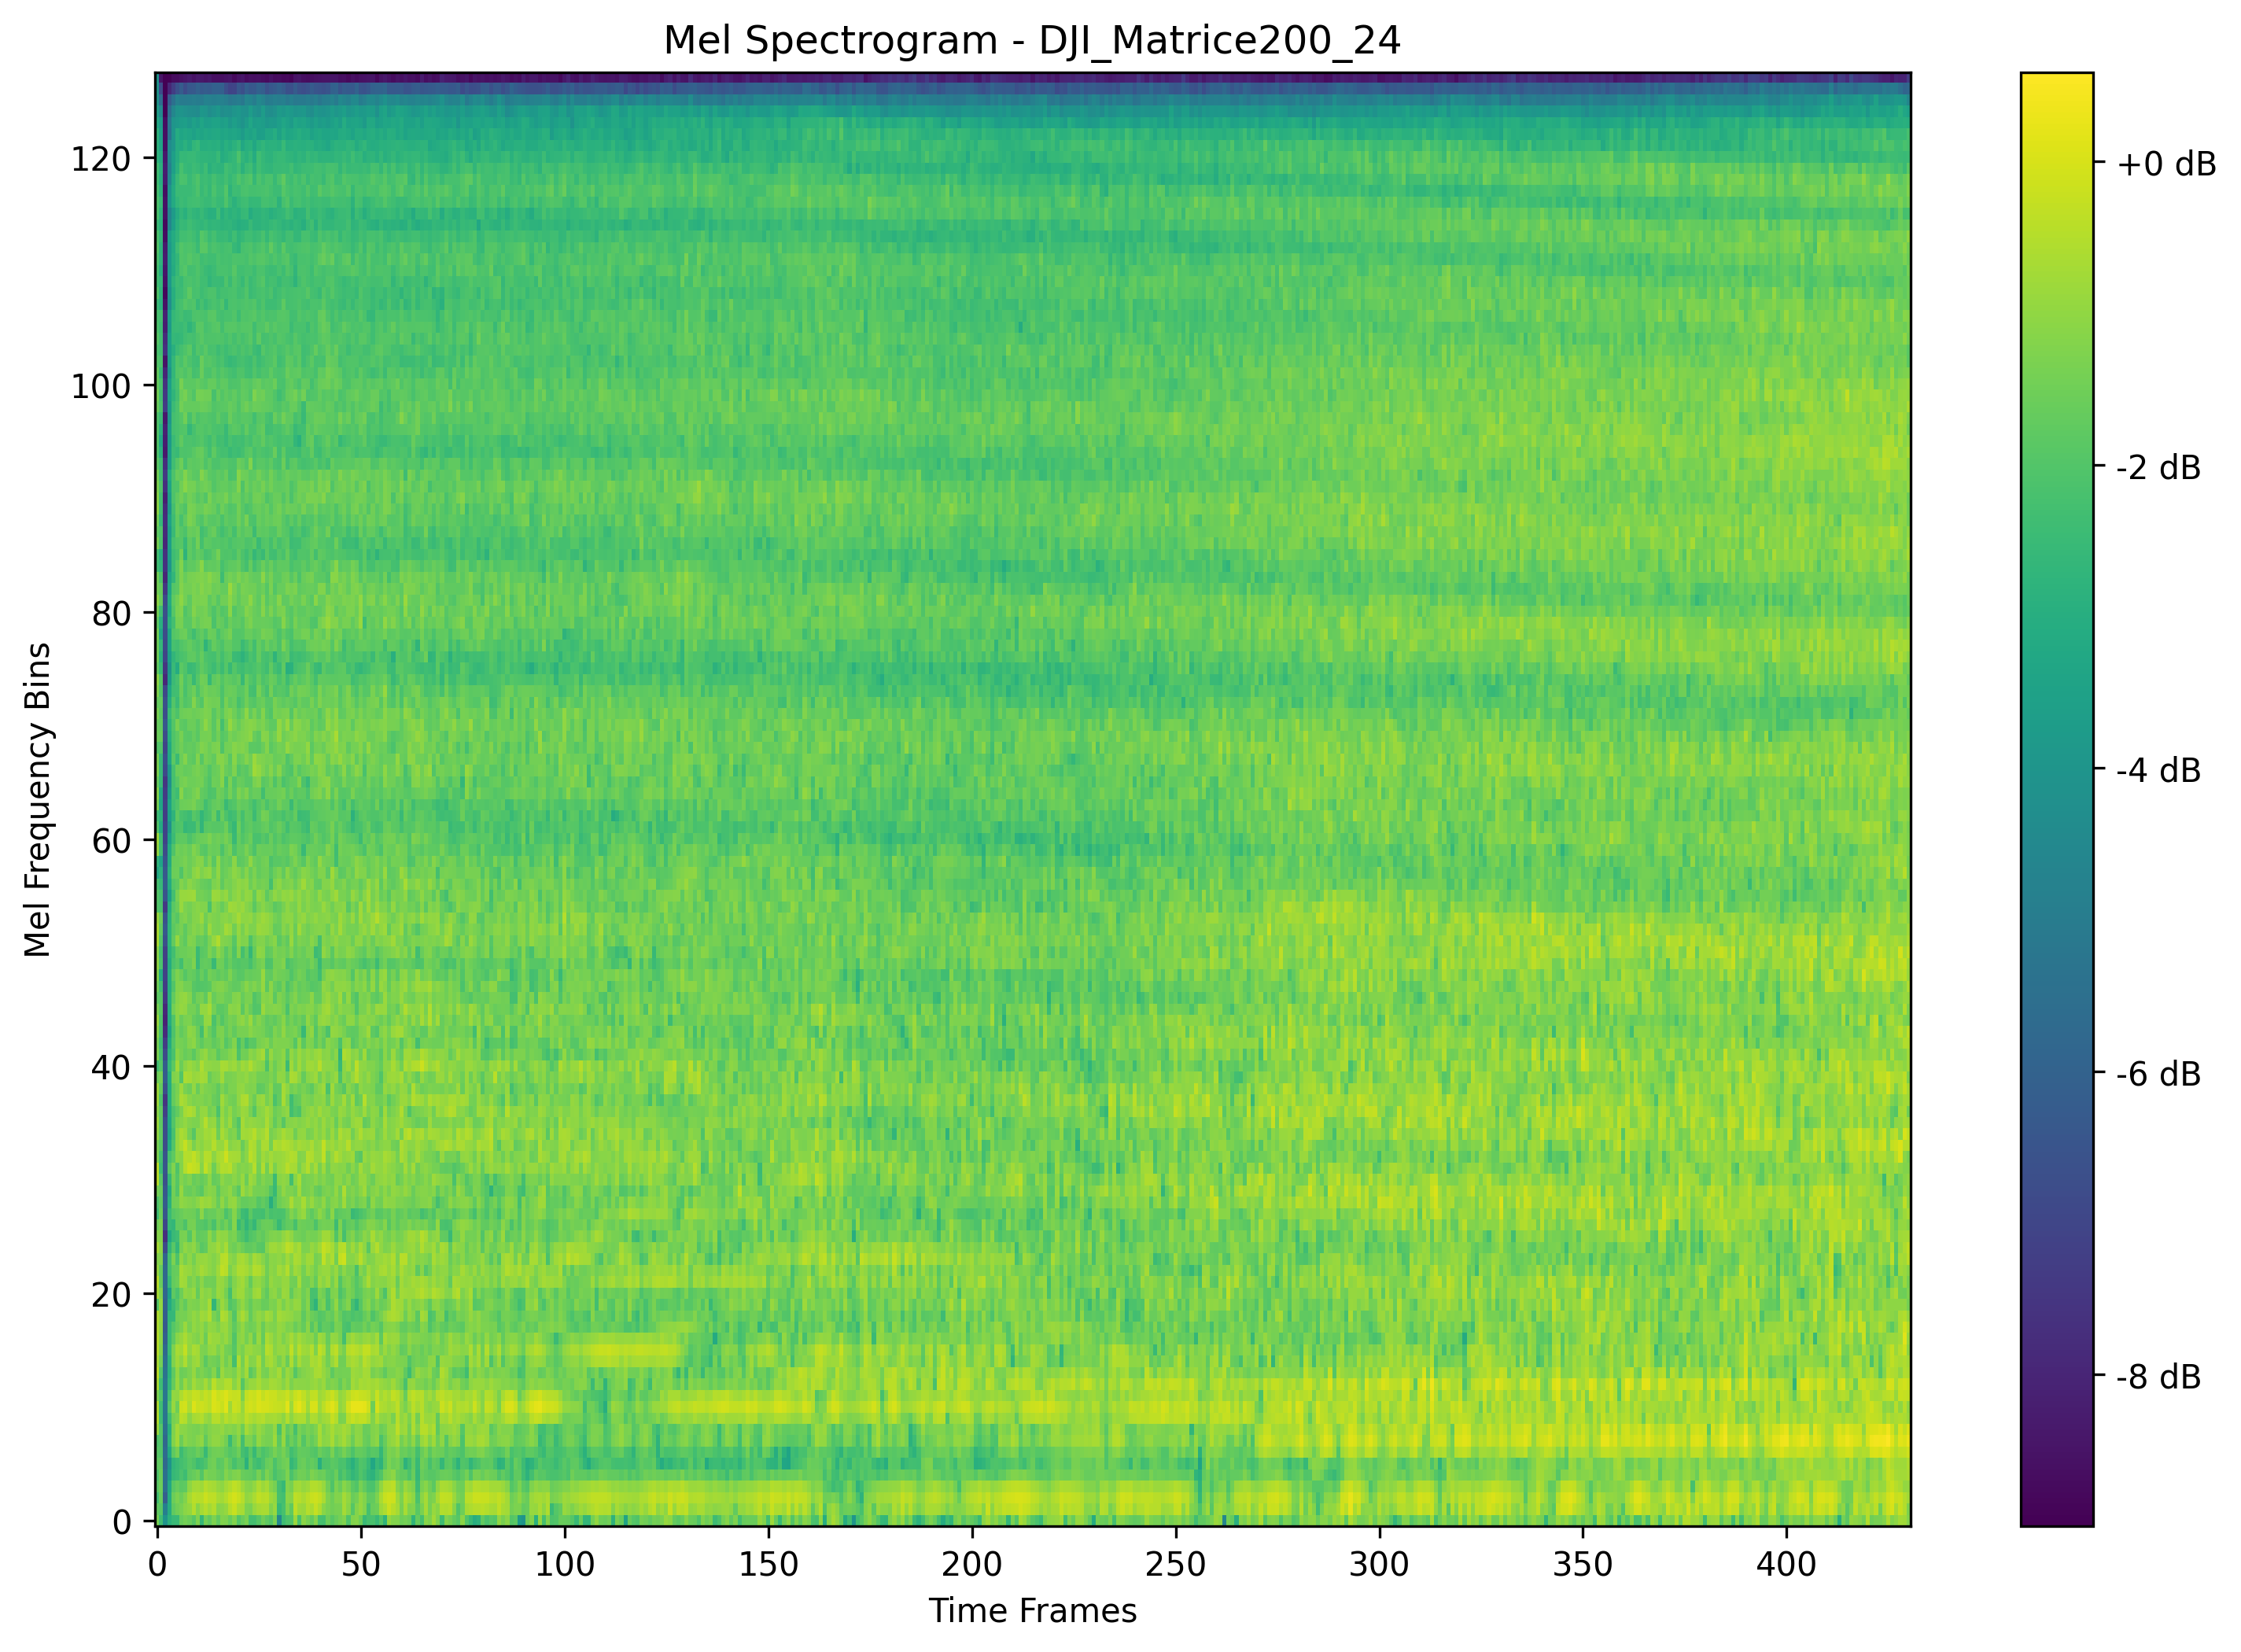 Mel Spectrogram - DJI_Matrice200_24
120
100
80
60
40
20
0
Mel Frequency Bins
0 50 100 150 200 250 300 350 400
Time Frames
+0 dB
-2 dB
-4 dB
-6 dB
-8 dB